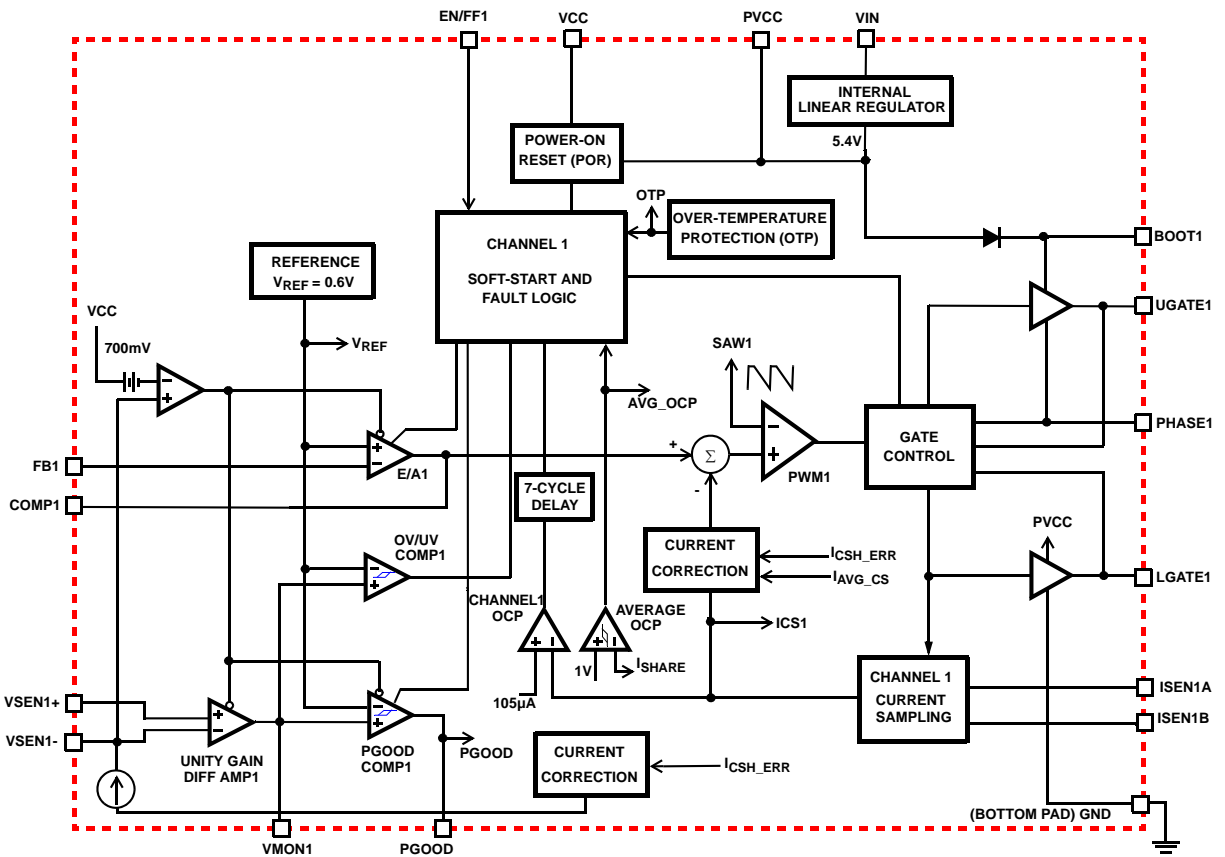 EN/FF1
VCC
PVCC
VIN
INTERNAL
LINEAR REGULATOR
5.4V
POWER-ON
RESET (POR)
OTP
OVER-TEMPERATURE
PROTECTION (OTP)
CHANNEL 1
SOFT-START AND
FAULT LOGIC
REFERENCE
VREF = 0.6V
BOOT1
UGATE1
VCC
700mV
VREF
SAW1
AVG_OCP
−
+
FB1
+
−
E/A1
+
Σ
-
−
+
PWM1
GATE
CONTROL
PHASE1
COMP1
7-CYCLE
DELAY
OV/UV
COMP1
−
+
CURRENT
CORRECTION
ICSH_ERR
IAVG_CS
PVCC
LGATE1
CHANNEL1
OCP
+ −
AVERAGE
OCP
+ −
ICS1
1V
ISHARE
105µA
CHANNEL 1
CURRENT
SAMPLING
ISEN1A
ISEN1B
VSEN1+
VSEN1-
+
−
UNITY GAIN
DIFF AMP1
−
+
PGOOD
COMP1
PGOOD
CURRENT
CORRECTION
ICSH_ERR
(BOTTOM PAD) GND
VMON1
PGOOD